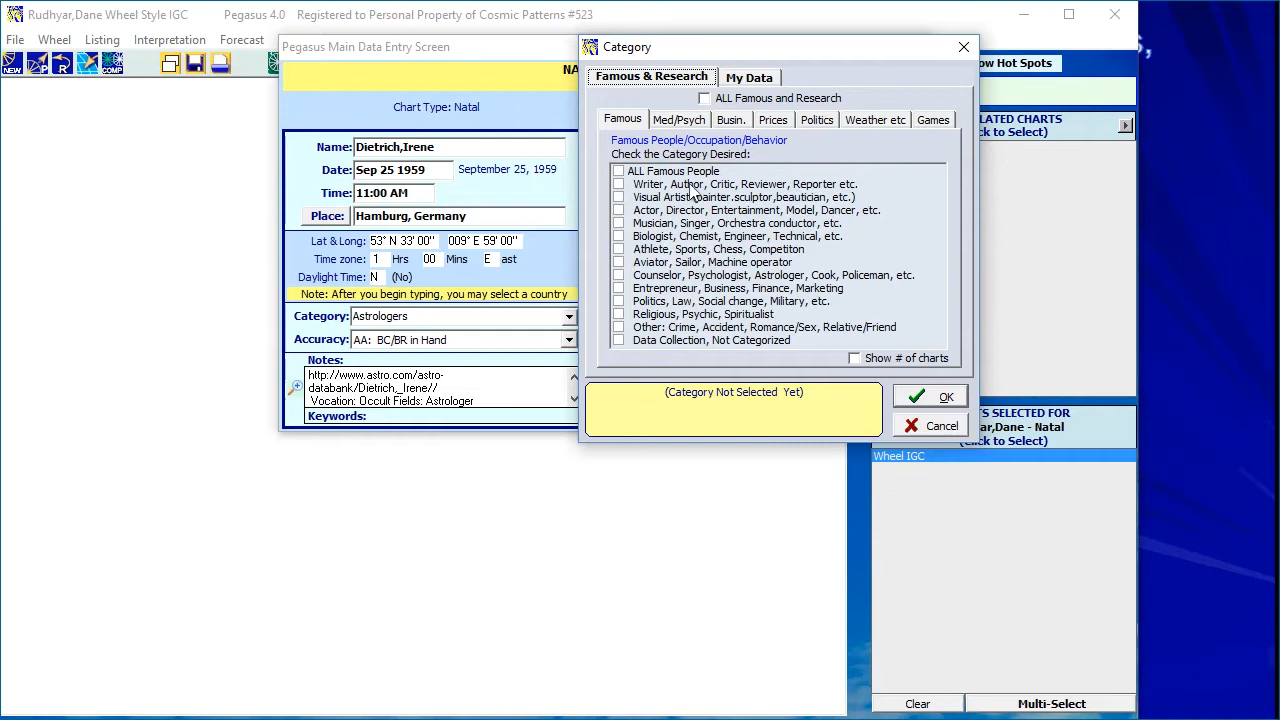 Rudhyar,Dane Wheel Style IGC Pegasus 4.0 Registered to Personal Property of Cosmic Patterns #523
File Wheel Listing Interpretation Forecast
NEW P R COMP
Pegasus Main Data Entry Screen
NA
Chart Type: Natal
Name: Dietrich,Irene
Date: Sep 25 1959 September 25, 1959
Time: 11:00 AM
Place: Hamburg, Germany
Lat & Long: 53° N 33' 00" 009° E 59' 00"
Time zone: 1 Hrs 00 Mins E ast
Daylight Time: N (No)
Note: After you begin typing, you may select a country
Category: Astrologers
Accuracy: AA: BC/BR in Hand
Notes:
http://www.astro.com/astro-
databank/Dietrich,_Irene//
Vocation: Occult Fields: Astrologer
Keywords:
Category
Famous & Research My Data
ALL Famous and Research
Famous Med/Psych Busin. Prices Politics Weather etc Games
Famous People/Occupation/Behavior
Check the Category Desired:
ALL Famous People
Writer, Author, Critic, Reviewer, Reporter etc.
Visual Artist(painter.sculptor,beautician, etc.)
Actor, Director, Entertainment, Model, Dancer, etc.
Musician, Singer, Orchestra conductor, etc.
Biologist, Chemist, Engineer, Technical, etc.
Athlete, Sports, Chess, Competiton
Aviator, Sailor, Machine operator
Counselor, Psychologist, Astrologer, Cook, Policeman, etc.
Entrepreneur, Business, Finance, Marketing
Politics, Law, Social change, Military, etc.
Religious, Psychic, Spiritualist
Other: Crime, Accident, Romance/Sex, Relative/Friend
Data Collection, Not Categorized
Show # of charts
(Category Not Selected Yet)
OK
Cancel
ow Hot Spots
LATED CHARTS
ck to Select)
TS SELECTED FOR
ar,Dane - Natal
(Click to Select)
Wheel IGC
Clear Multi-Select